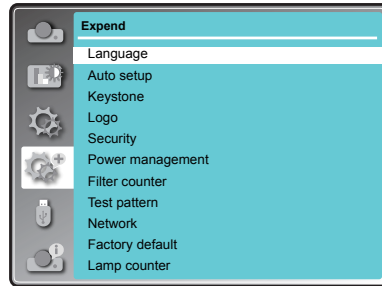 Expend
Language
Auto setup
Keystone
Logo
Security
Power management
Filter counter
Test pattern
Network
Factory default
Lamp counter